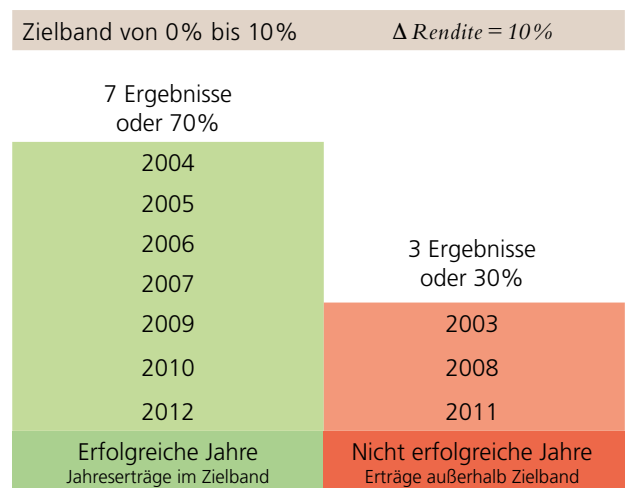 Zielband von 0% bis 10%
Δ Rendite = 10%
7 Ergebnisse
oder 70%
2004
2005
2006
2007
2009
2010
2012
Erfolgreiche Jahre
Jahreserträge im Zielband
3 Ergebnisse
oder 30%
2003
2008
2011
Nicht erfolgreiche Jahre
Erträge außerhalb Zielband